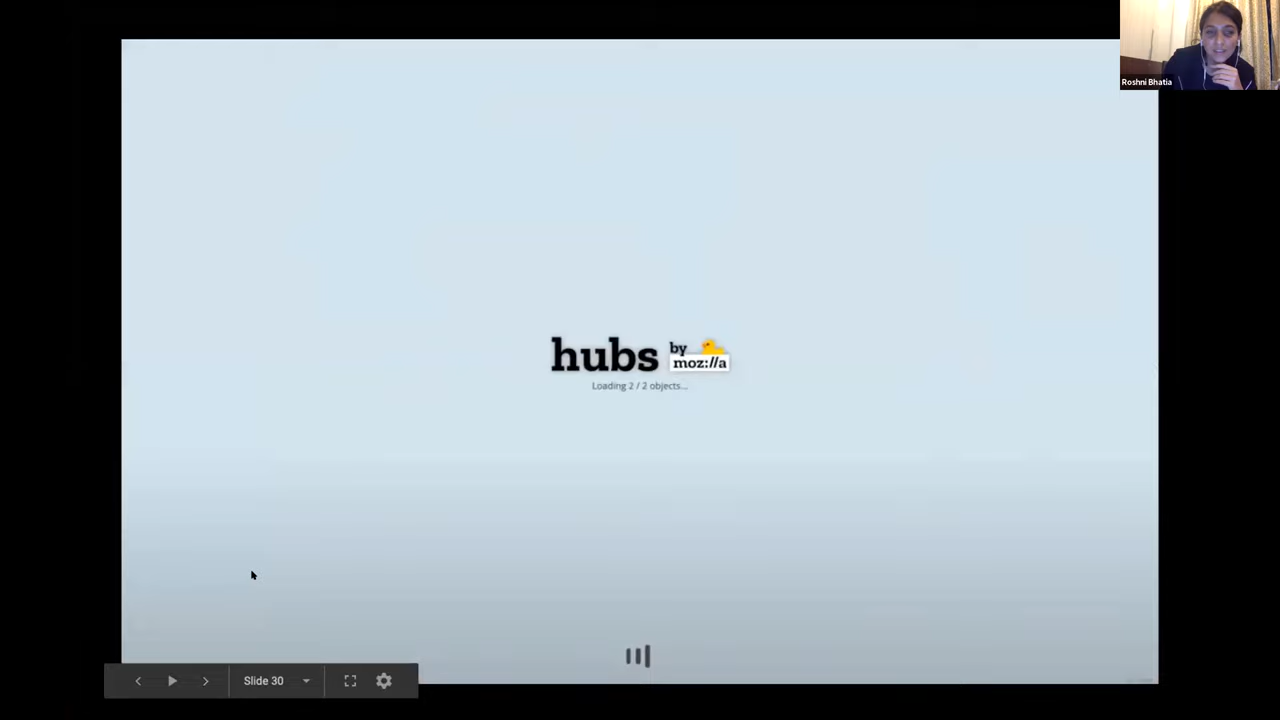 Roshni Bhatia
hubs by moz://a
Loading 2 / 2 objects...
Slide 30